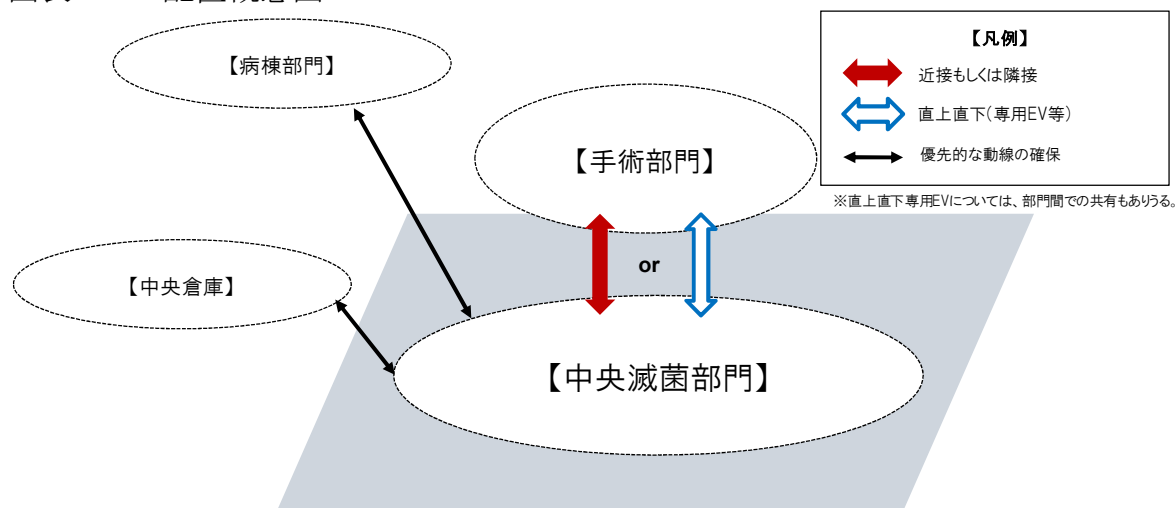 【凡例】
近接もしくは隣接
直上直下(専用EV等)
優先的な動線の確保
※直上直下専用EVについては、部門間での共有もありうる。
【病棟部門】
【手術部門】
【中央倉庫】
or
【中央滅菌部門】